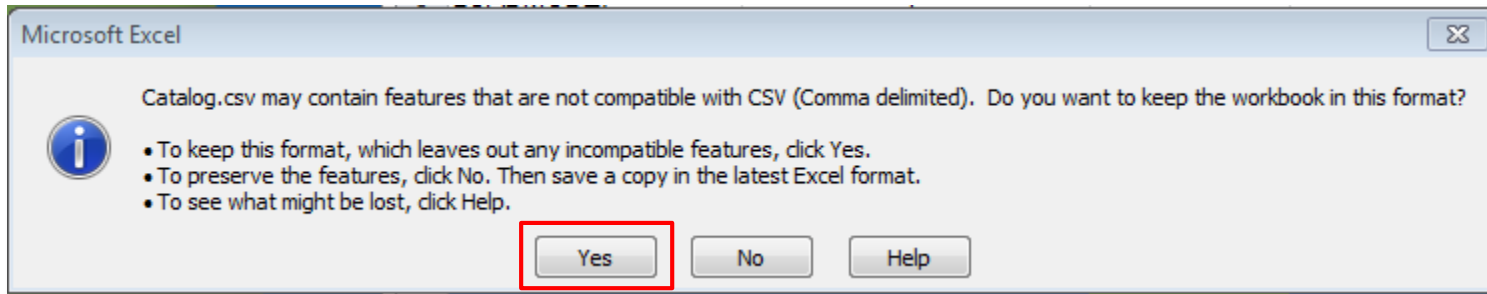 Microsoft Excel
Catalog.csv may contain features that are not compatible with CSV (Comma delimited).  Do you want to keep the workbook in this format?
• To keep this format, which leaves out any incompatible features, click Yes.
• To preserve the features, click No. Then save a copy in the latest Excel format.
• To see what might be lost, click Help.
Yes No Help